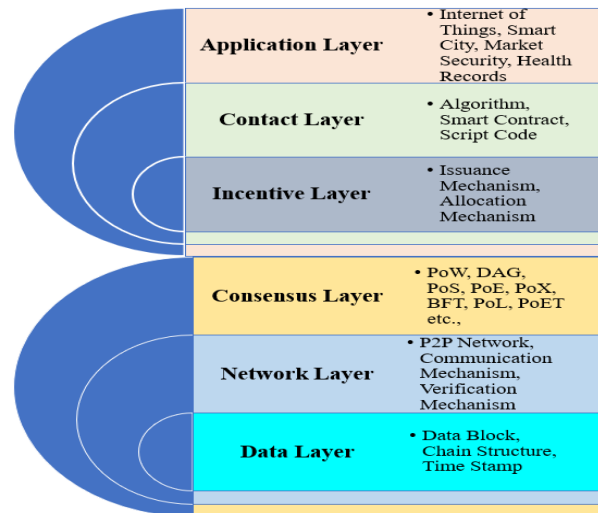 Application Layer
• Internet of
Things, Smart
City, Market
Security, Health
Records
Contact Layer
• Algorithm,
Smart Contract,
Script Code
Incentive Layer
• Issuance
Mechanism,
Allocation
Mechanism
Consensus Layer
• PoW, DAG,
PoS, PoE, PoX,
BFT, PoL, PoET
etc.,
Network Layer
• P2P Network,
Communication
Mechanism,
Verification
Mechanism
Data Layer
• Data Block,
Chain Structure,
Time Stamp